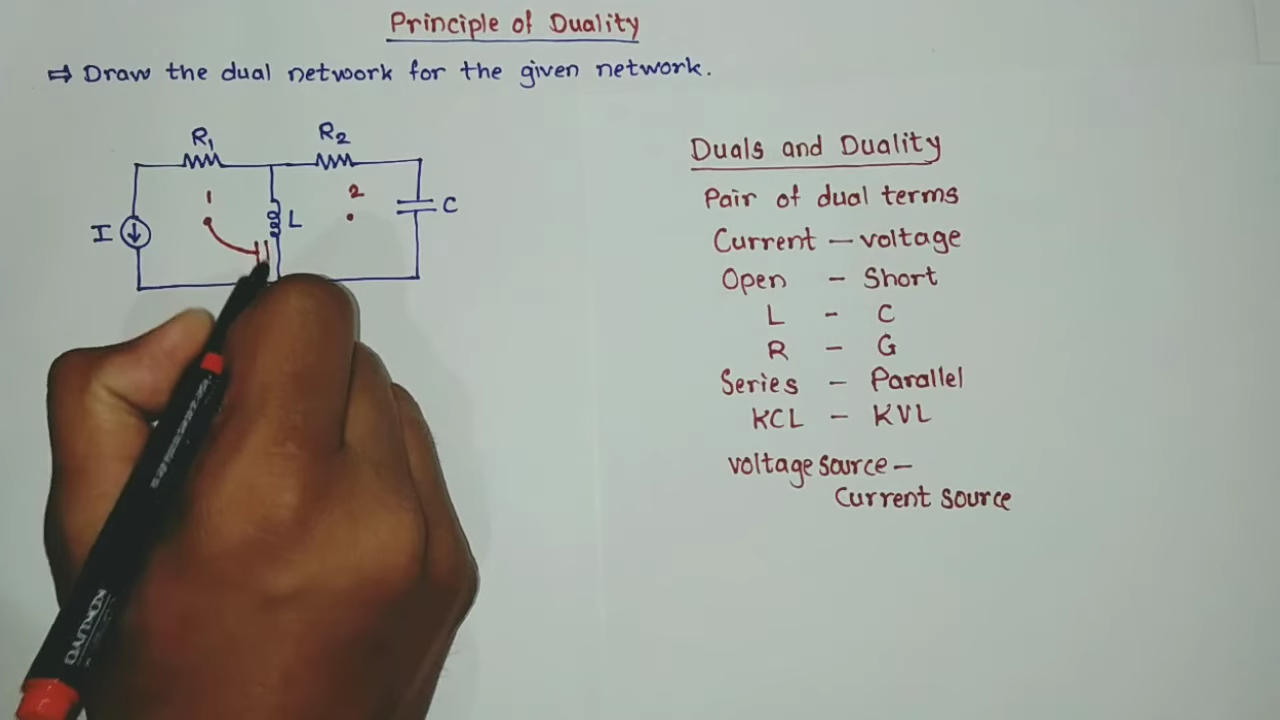 Principle of Duality
⇒ Draw the dual network for the given network.
R1
R2
1
2
I
L
C
Duals and Duality
Pair of dual terms
Current - voltage
Open - Short
L - C
R - G
Series - Parallel
KCL - KVL
voltage source -
Current source
KOKUYO